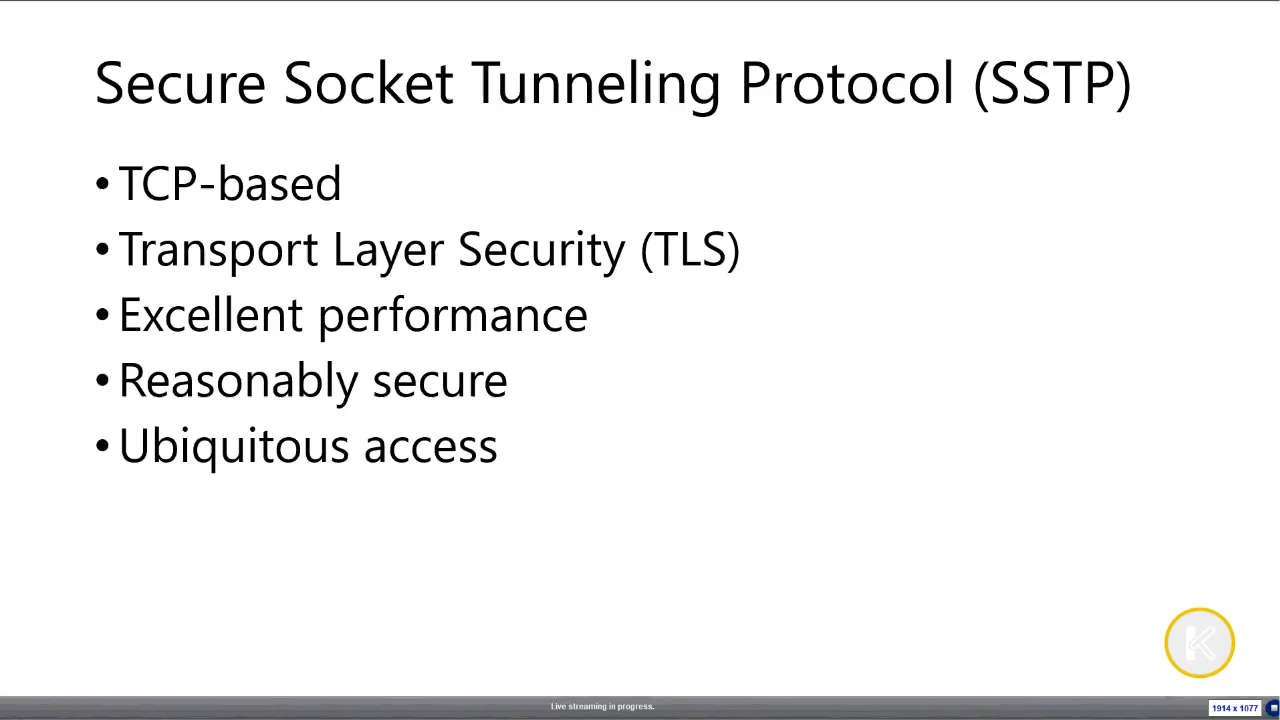 Secure Socket Tunneling Protocol (SSTP)
• TCP-based
• Transport Layer Security (TLS)
• Excellent performance
• Reasonably secure
• Ubiquitous access
K
Live streaming in progress.
1914 x 1077